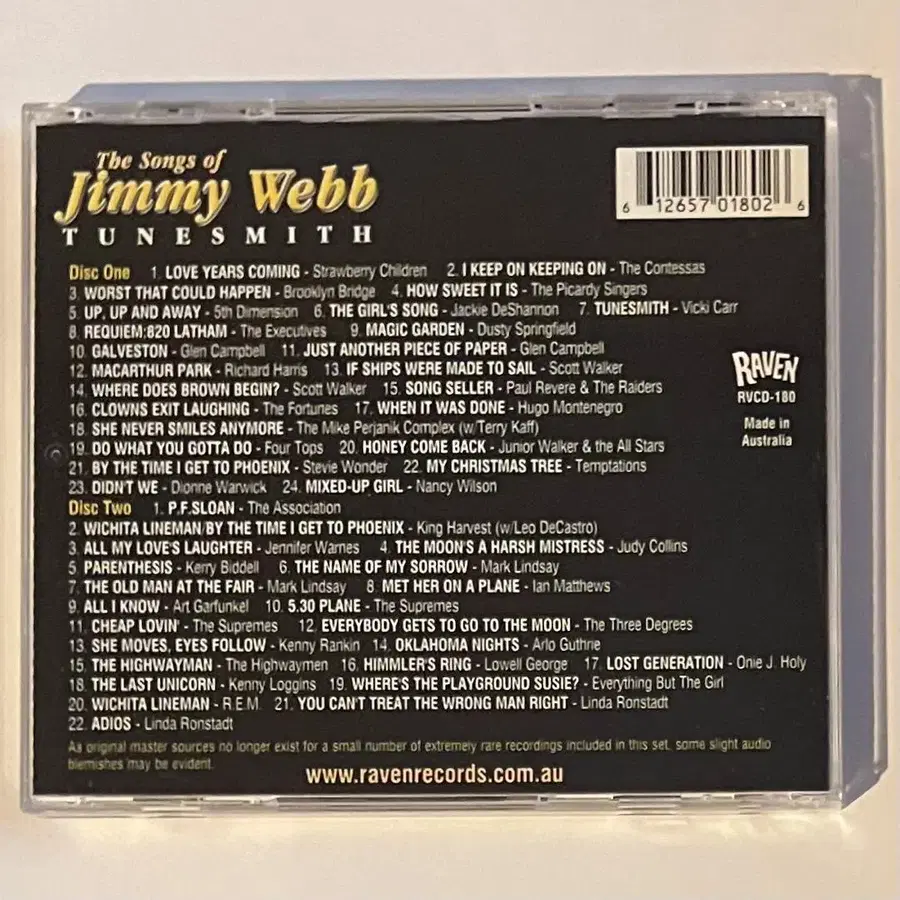 The Songs of
Jimmy Webb
TUNESMITH
6 12657 01802 6
Disc One 1. LOVE YEARS COMING - Strawberry Children 2. I KEEP ON KEEPING ON - The Contessas
3. WORST THAT COULD HAPPEN - Brooklyn Bridge 4. HOW SWEET IT IS - The Picardy Singers
5. UP, UP AND AWAY - 5th Dimension 6. THE GIRL'S SONG - Jackie DeShannon 7. TUNESMITH - Vicki Carr
8. REQUIEM:820 LATHAM - The Executives 9. MAGIC GARDEN - Dusty Springfield
10. GALVESTON - Glen Campbell 11. JUST ANOTHER PIECE OF PAPER - Glen Campbell
12. MACARTHUR PARK - Richard Harris 13. IF SHIPS WERE MADE TO SAIL - Scott Walker
14. WHERE DOES BROWN BEGIN? - Scott Walker 15. SONG SELLER - Paul Revere & The Raiders
16. CLOWNS EXIT LAUGHING - The Fortunes 17. WHEN IT WAS DONE - Hugo Montenegro
18. SHE NEVER SMILES ANYMORE - The Mike Perjanik Complex (w/Terry Kaff)
19. DO WHAT YOU GOTTA DO - Four Tops 20. HONEY COME BACK - Junior Walker & the All Stars
21. BY THE TIME I GET TO PHOENIX - Stevie Wonder 22. MY CHRISTMAS TREE - Temptations
23. DIDN'T WE - Dionne Warwick 24. MIXED-UP GIRL - Nancy Wilson
RAVEN
RVCD-180
Made in
Australia
Disc Two 1. P.F.SLOAN - The Association
2. WICHITA LINEMAN/BY THE TIME I GET TO PHOENIX - King Harvest (w/Leo DeCastro)
3. ALL MY LOVE'S LAUGHTER - Jennifer Warnes 4. THE MOON'S A HARSH MISTRESS - Judy Collins
5. PARENTHESIS - Kerry Biddell 6. THE NAME OF MY SORROW - Mark Lindsay
7. THE OLD MAN AT THE FAIR - Mark Lindsay 8. MET HER ON A PLANE - Ian Matthews
9. ALL I KNOW - Art Garfunkel 10. 5.30 PLANE - The Supremes
11. CHEAP LOVIN' - The Supremes 12. EVERYBODY GETS TO GO TO THE MOON - The Three Degrees
13. SHE MOVES, EYES FOLLOW - Kenny Rankin 14. OKLAHOMA NIGHTS - Arlo Guthrie
15. THE HIGHWAYMAN - The Highwaymen 16. HIMMLER'S RING - Lowell George 17. LOST GENERATION - Onie J. Holy
18. THE LAST UNICORN - Kenny Loggins 19. WHERE'S THE PLAYGROUND SUSIE? - Everything But The Girl
20. WICHITA LINEMAN - R.E.M. 21. YOU CAN'T TREAT THE WRONG MAN RIGHT - Linda Ronstadt
22. ADIOS - Linda Ronstadt
As original master sources no longer exist for a small number of extremely rare recordings included in this set, some slight audio
blemishes may be evident.
www.ravenrecords.com.au